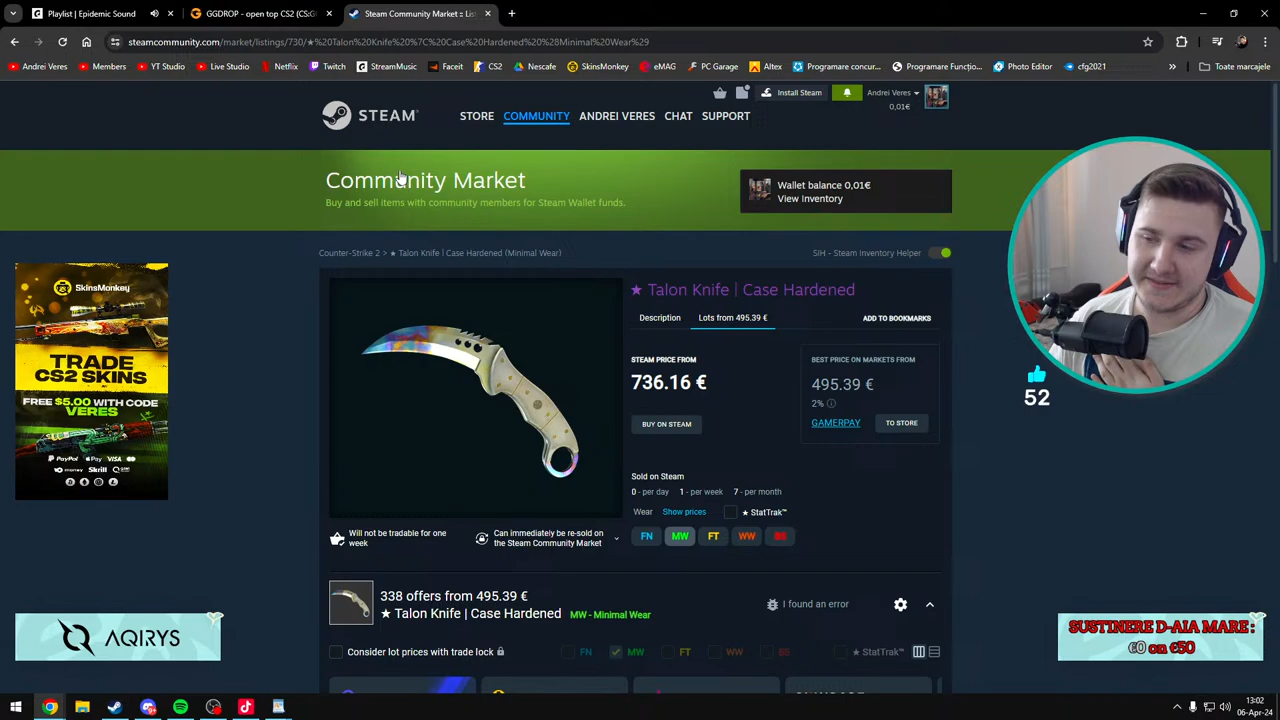 Playlist | Epidemic Sound
GGDROP - open top CS2 (CS:G
Steam Community Market :: Lis
steamcommunity.com/market/listings/730/★%20Talon%20Knife%20%7C%20Case%20Hardened%20%28Minimal%20Wear%29
Andrei Veres
Members
YT Studio
Live Studio
Netflix
Twitch
StreamMusic
Faceit
CS2
Nescafe
SkinsMonkey
eMAG
PC Garage
Altex
Programare concur...
Programare Funcțio...
Photo Editor
cfg2021
Toate marcajele
STEAM
STORE COMMUNITY ANDREI VERES CHAT SUPPORT
Install Steam
Andrei Veres
0,01€
Community Market
Buy and sell items with community members for Steam Wallet funds.
Wallet balance 0,01€
View Inventory
Counter-Strike 2 > ★ Talon Knife | Case Hardened (Minimal Wear)
SIH - Steam Inventory Helper
★ Talon Knife | Case Hardened
Description
Lots from 495.39 €
ADD TO BOOKMARKS
STEAM PRICE FROM
736.16 €
BUY ON STEAM
BEST PRICE ON MARKETS FROM
495.39 €
2%
GAMERPAY
TO STORE
Sold on Steam
0 - per day 1 - per week 7 - per month
Wear Show prices ★ StatTrak™
FN MW FT WW BS
Will not be tradable for one
week
Can immediately be re-sold on
the Steam Community Market
338 offers from 495.39 €
★ Talon Knife | Case Hardened MW - Minimal Wear
I found an error
Consider lot prices with trade lock
FN MW FT WW BS ★ StatTrak™
SkinsMonkey
TRADE
CS2 SKINS
FREE $5.00 WITH CODE
VERES
PayPal Pay VISA
money Skrill
AQIRYS
52
SUSTINERE D-AIA MARE :
€0 on €50
13:02
06-Apr-24